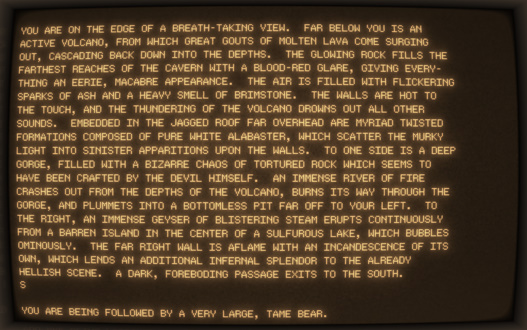 YOU ARE ON THE EDGE OF A BREATH-TAKING VIEW.  FAR BELOW YOU IS AN
ACTIVE VOLCANO, FROM WHICH GREAT GOUTS OF MOLTEN LAVA COME SURGING
OUT, CASCADING BACK DOWN INTO THE DEPTHS.  THE GLOWING ROCK FILLS THE
FARTHEST REACHES OF THE CAVERN WITH A BLOOD-RED GLARE, GIVING EVERY-
THING AN EERIE, MACABRE APPEARANCE.  THE AIR IS FILLED WITH FLICKERING
SPARKS OF ASH AND A HEAVY SMELL OF BRIMSTONE.  THE WALLS ARE HOT TO
THE TOUCH, AND THE THUNDERING OF THE VOLCANO DROWNS OUT ALL OTHER
SOUNDS.  EMBEDDED IN THE JAGGED ROOF FAR OVERHEAD ARE MYRIAD TWISTED
FORMATIONS COMPOSED OF PURE WHITE ALABASTER, WHICH SCATTER THE MURKY
LIGHT INTO SINISTER APPARITIONS UPON THE WALLS.  TO ONE SIDE IS A DEEP
GORGE, FILLED WITH A BIZARRE CHAOS OF TORTURED ROCK WHICH SEEMS TO
HAVE BEEN CRAFTED BY THE DEVIL HIMSELF.  AN IMMENSE RIVER OF FIRE
CRASHES OUT FROM THE DEPTHS OF THE VOLCANO, BURNS ITS WAY THROUGH THE
GORGE, AND PLUMMETS INTO A BOTTOMLESS PIT FAR OFF TO YOUR LEFT.  TO
THE RIGHT, AN IMMENSE GEYSER OF BLISTERING STEAM ERUPTS CONTINUOUSLY
FROM A BARREN ISLAND IN THE CENTER OF A SULFUROUS LAKE, WHICH BUBBLES
OMINOUSLY.  THE FAR RIGHT WALL IS AFLAME WITH AN INCANDESCENCE OF ITS
OWN, WHICH LENDS AN ADDITIONAL INFERNAL SPLENDOR TO THE ALREADY
HELLISH SCENE.  A DARK, FOREBODING PASSAGE EXITS TO THE SOUTH.
S
YOU ARE BEING FOLLOWED BY A VERY LARGE, TAME BEAR.